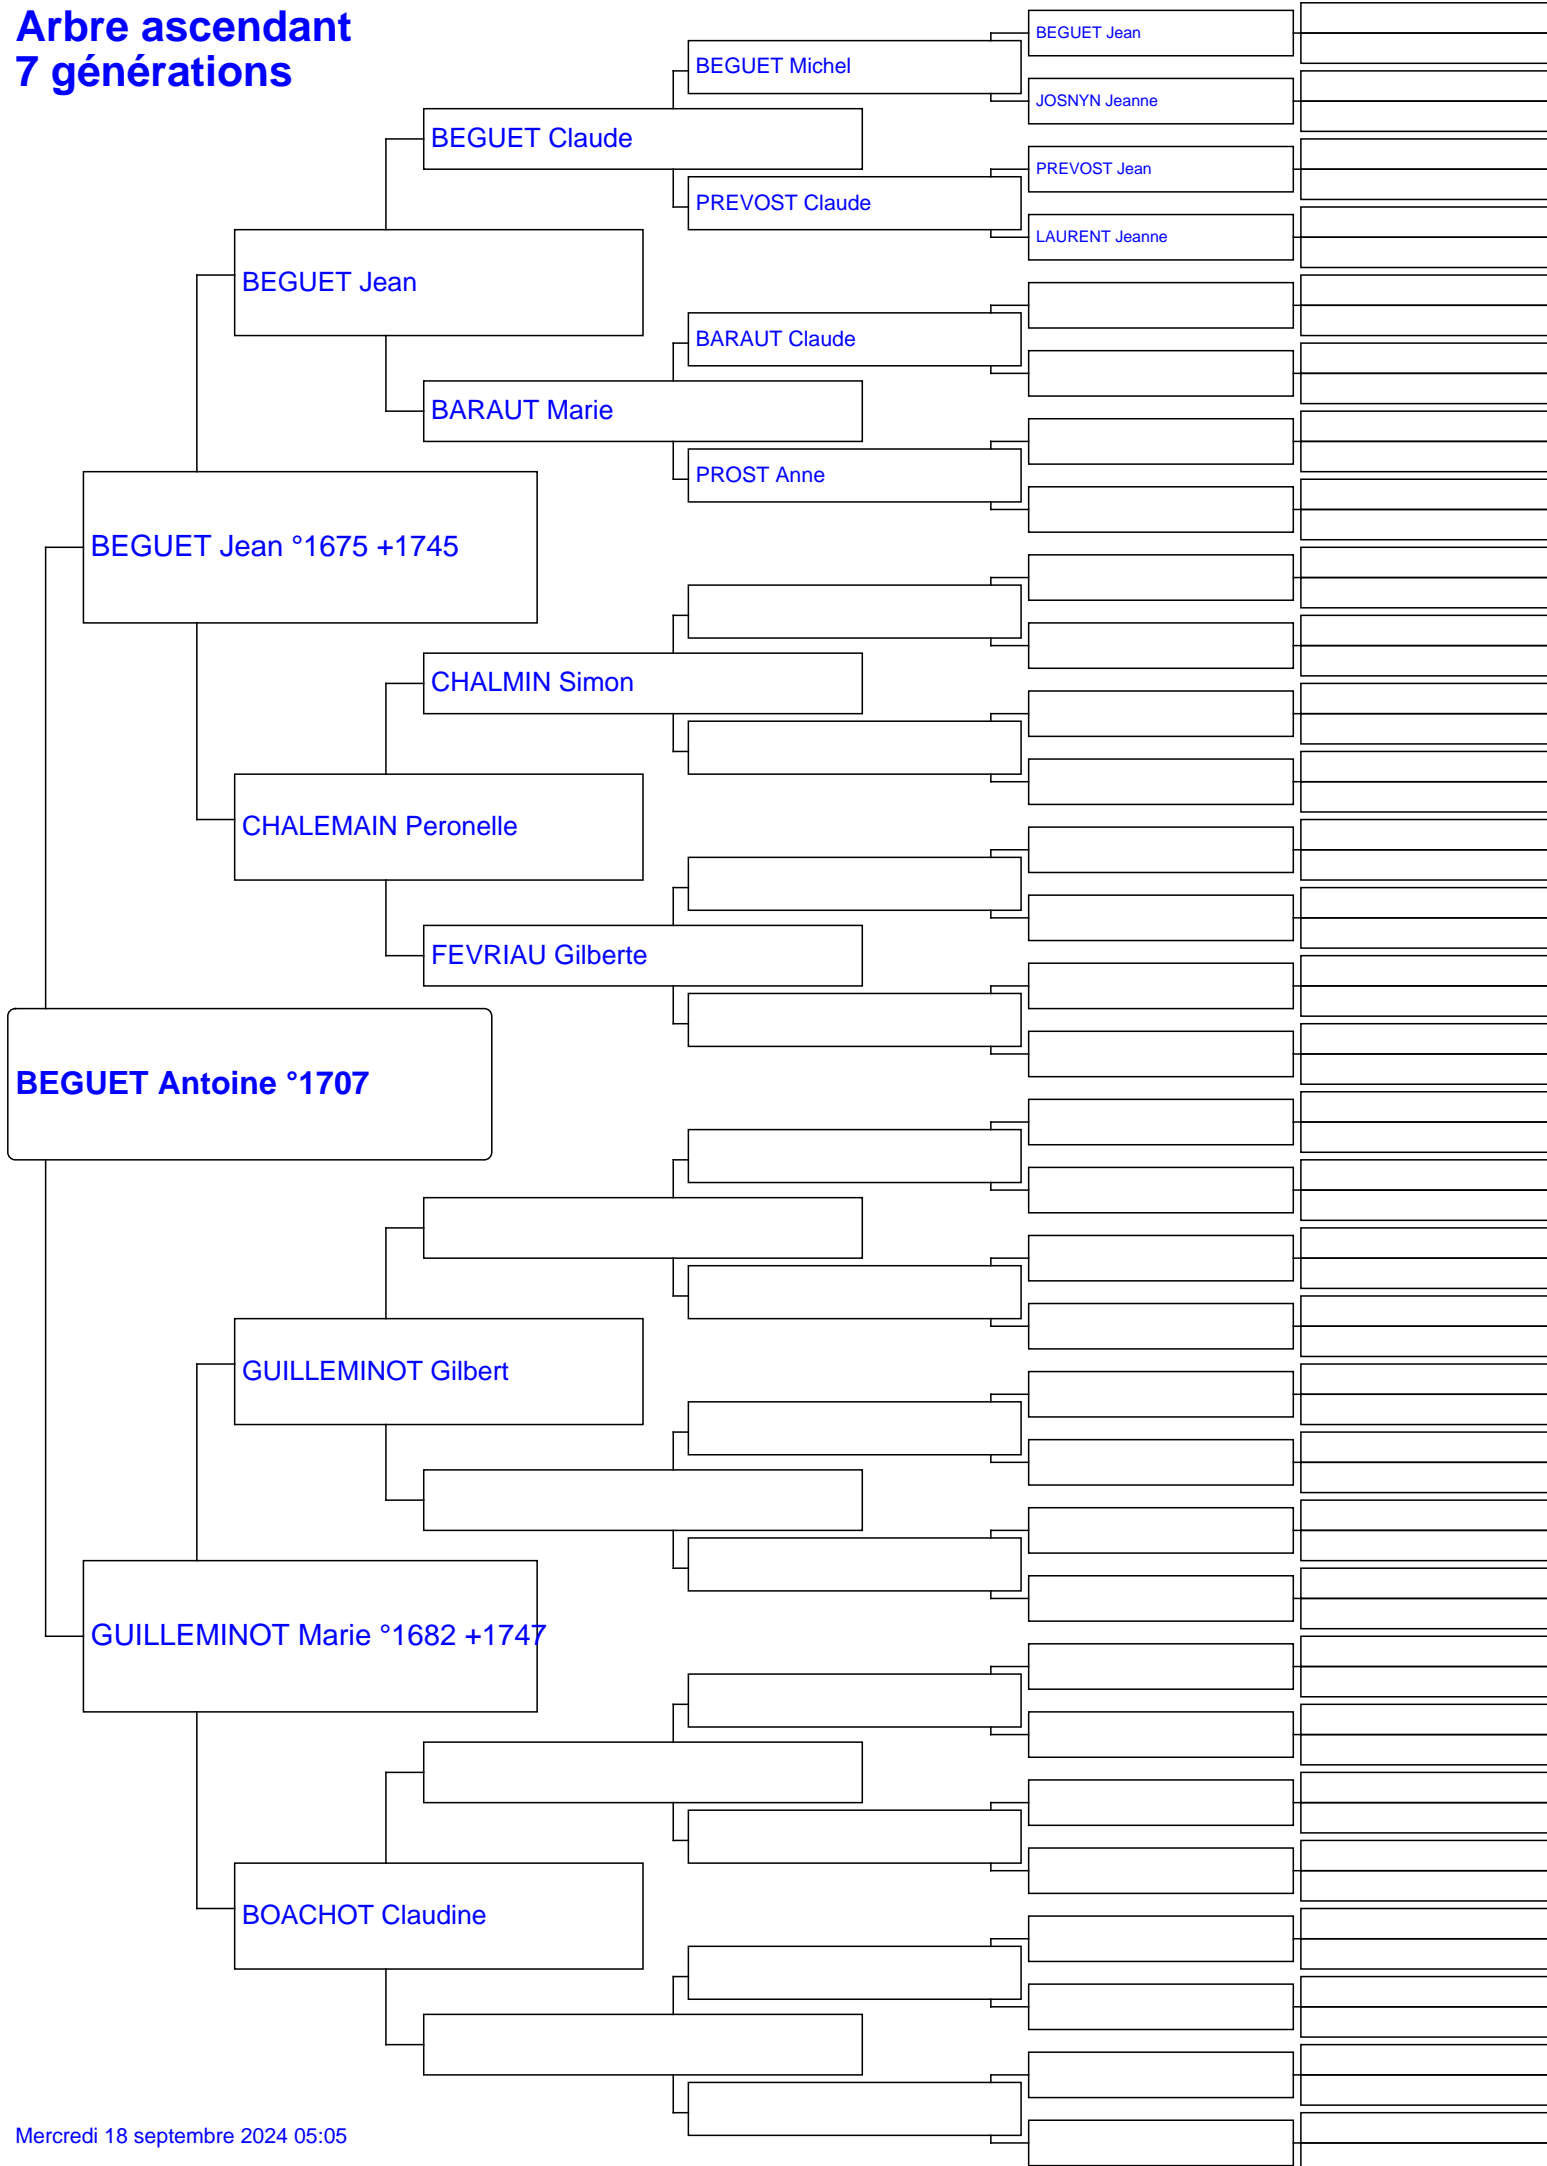 Arbre ascendant
7 générations
BEGUET Jean
BEGUET Michel
JOSNYN Jeanne
BEGUET Claude
PREVOST Jean
PREVOST Claude
LAURENT Jeanne
BEGUET Jean
BARAUT Claude
BARAUT Marie
PROST Anne
BEGUET Jean °1675 +1745
CHALMIN Simon
CHALEMAIN Peronelle
FEVRIAU Gilberte
BEGUET Antoine °1707
GUILLEMINOT Gilbert
GUILLEMINOT Marie °1682 +1747
BOACHOT Claudine
Mercredi 18 septembre 2024 05:05